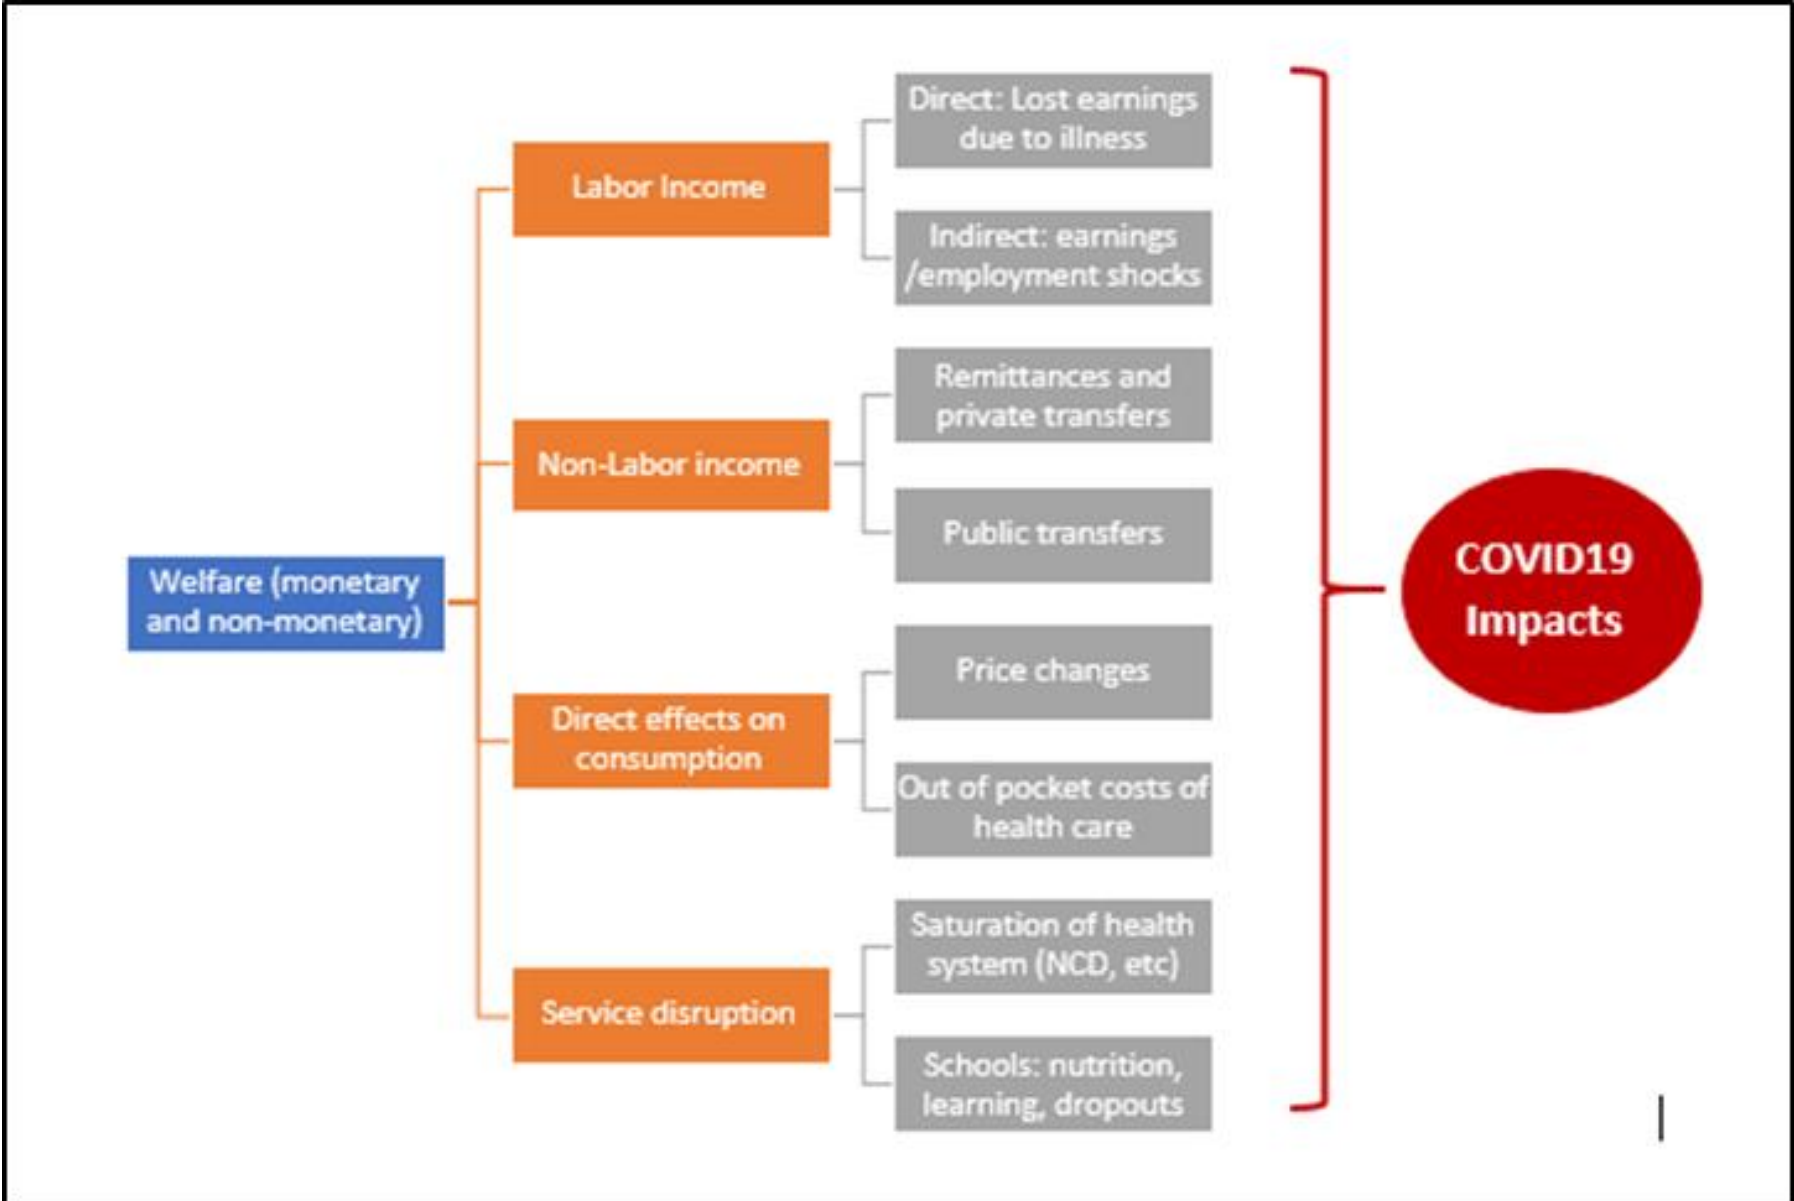 Direct: Lost earnings
due to illness
Labor Income
Indirect: earnings
/employment shocks
Remittances and
private transfers
Non-Labor income
Public transfers
Welfare (monetary
and non-monetary)
COVID19
Impacts
Price changes
Direct effects on
consumption
Out of pocket costs of
health care
Saturation of health
system (NCD, etc)
Service disruption
Schools: nutrition,
learning, dropouts